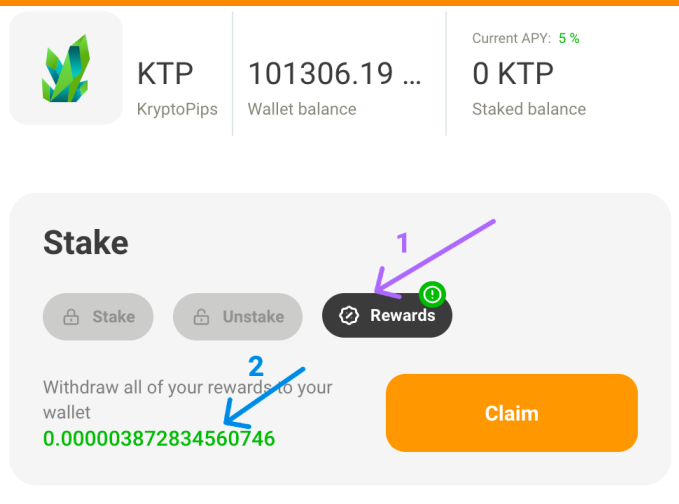 Current APY: 5 %
KTP
101306.19 ...
0 KTP
KryptoPips
Wallet balance
Staked balance
Stake
1
Stake
Unstake
Rewards
2
Withdraw all of your rewards to your
wallet
0.000003872834560746
Claim